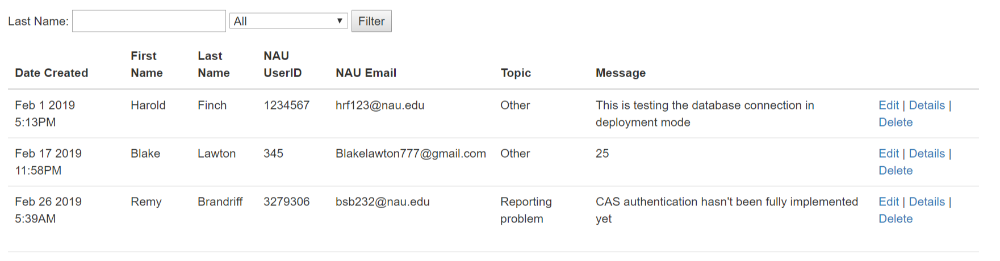 Last Name: All ▼ Filter
Date Created First Name Last Name NAU UserID NAU Email Topic Message
Feb 1 2019 5:13PM Harold Finch 1234567 hrf123@nau.edu Other This is testing the database connection in deployment mode Edit | Details | Delete
Feb 17 2019 11:58PM Blake Lawton 345 Blakelawton777@gmail.com Other 25 Edit | Details | Delete
Feb 26 2019 5:39AM Remy Brandriff 3279306 bsb232@nau.edu Reporting problem CAS authentication hasn't been fully implemented yet Edit | Details | Delete